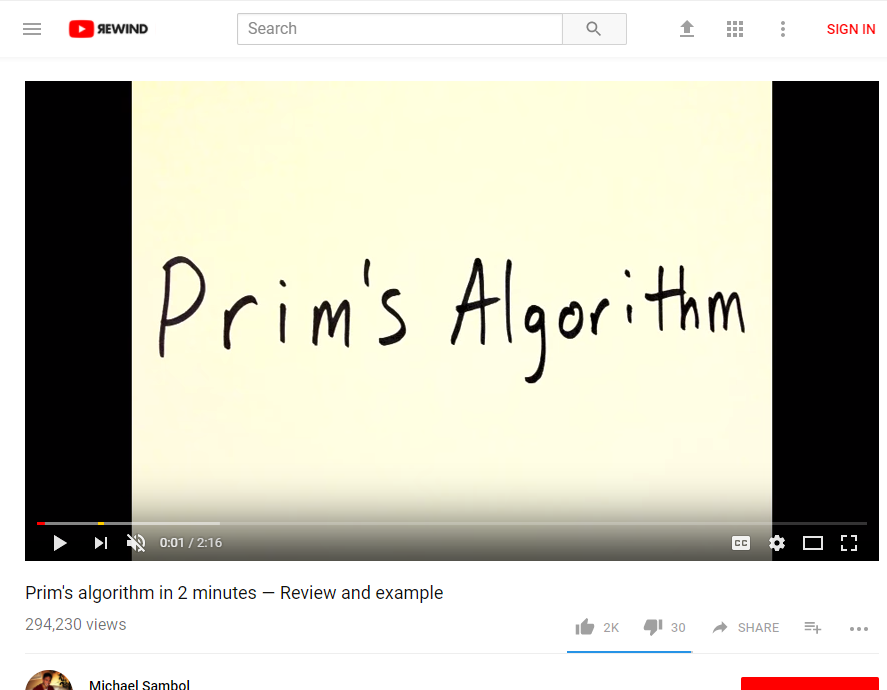 ЯEWIND
Search
SIGN IN
Prim's Algorithm
0:01 / 2:16
CC
Prim's algorithm in 2 minutes — Review and example
294,230 views
2K
30
SHARE
Michael Sambol